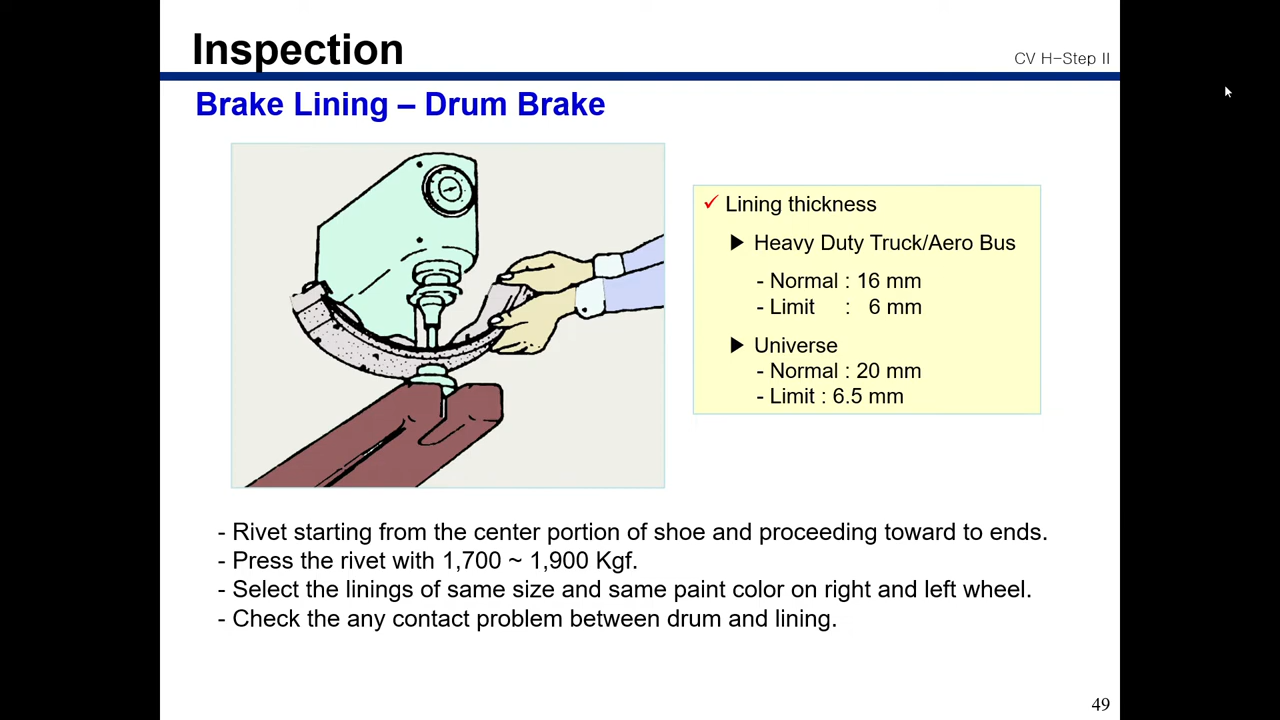 Inspection
CV H-Step II
Brake Lining – Drum Brake
✓ Lining thickness
▶ Heavy Duty Truck/Aero Bus
- Normal : 16 mm
- Limit : 6 mm
▶ Universe
- Normal : 20 mm
- Limit : 6.5 mm
- Rivet starting from the center portion of shoe and proceeding toward to ends.
- Press the rivet with 1,700 ~ 1,900 Kgf.
- Select the linings of same size and same paint color on right and left wheel.
- Check the any contact problem between drum and lining.
49